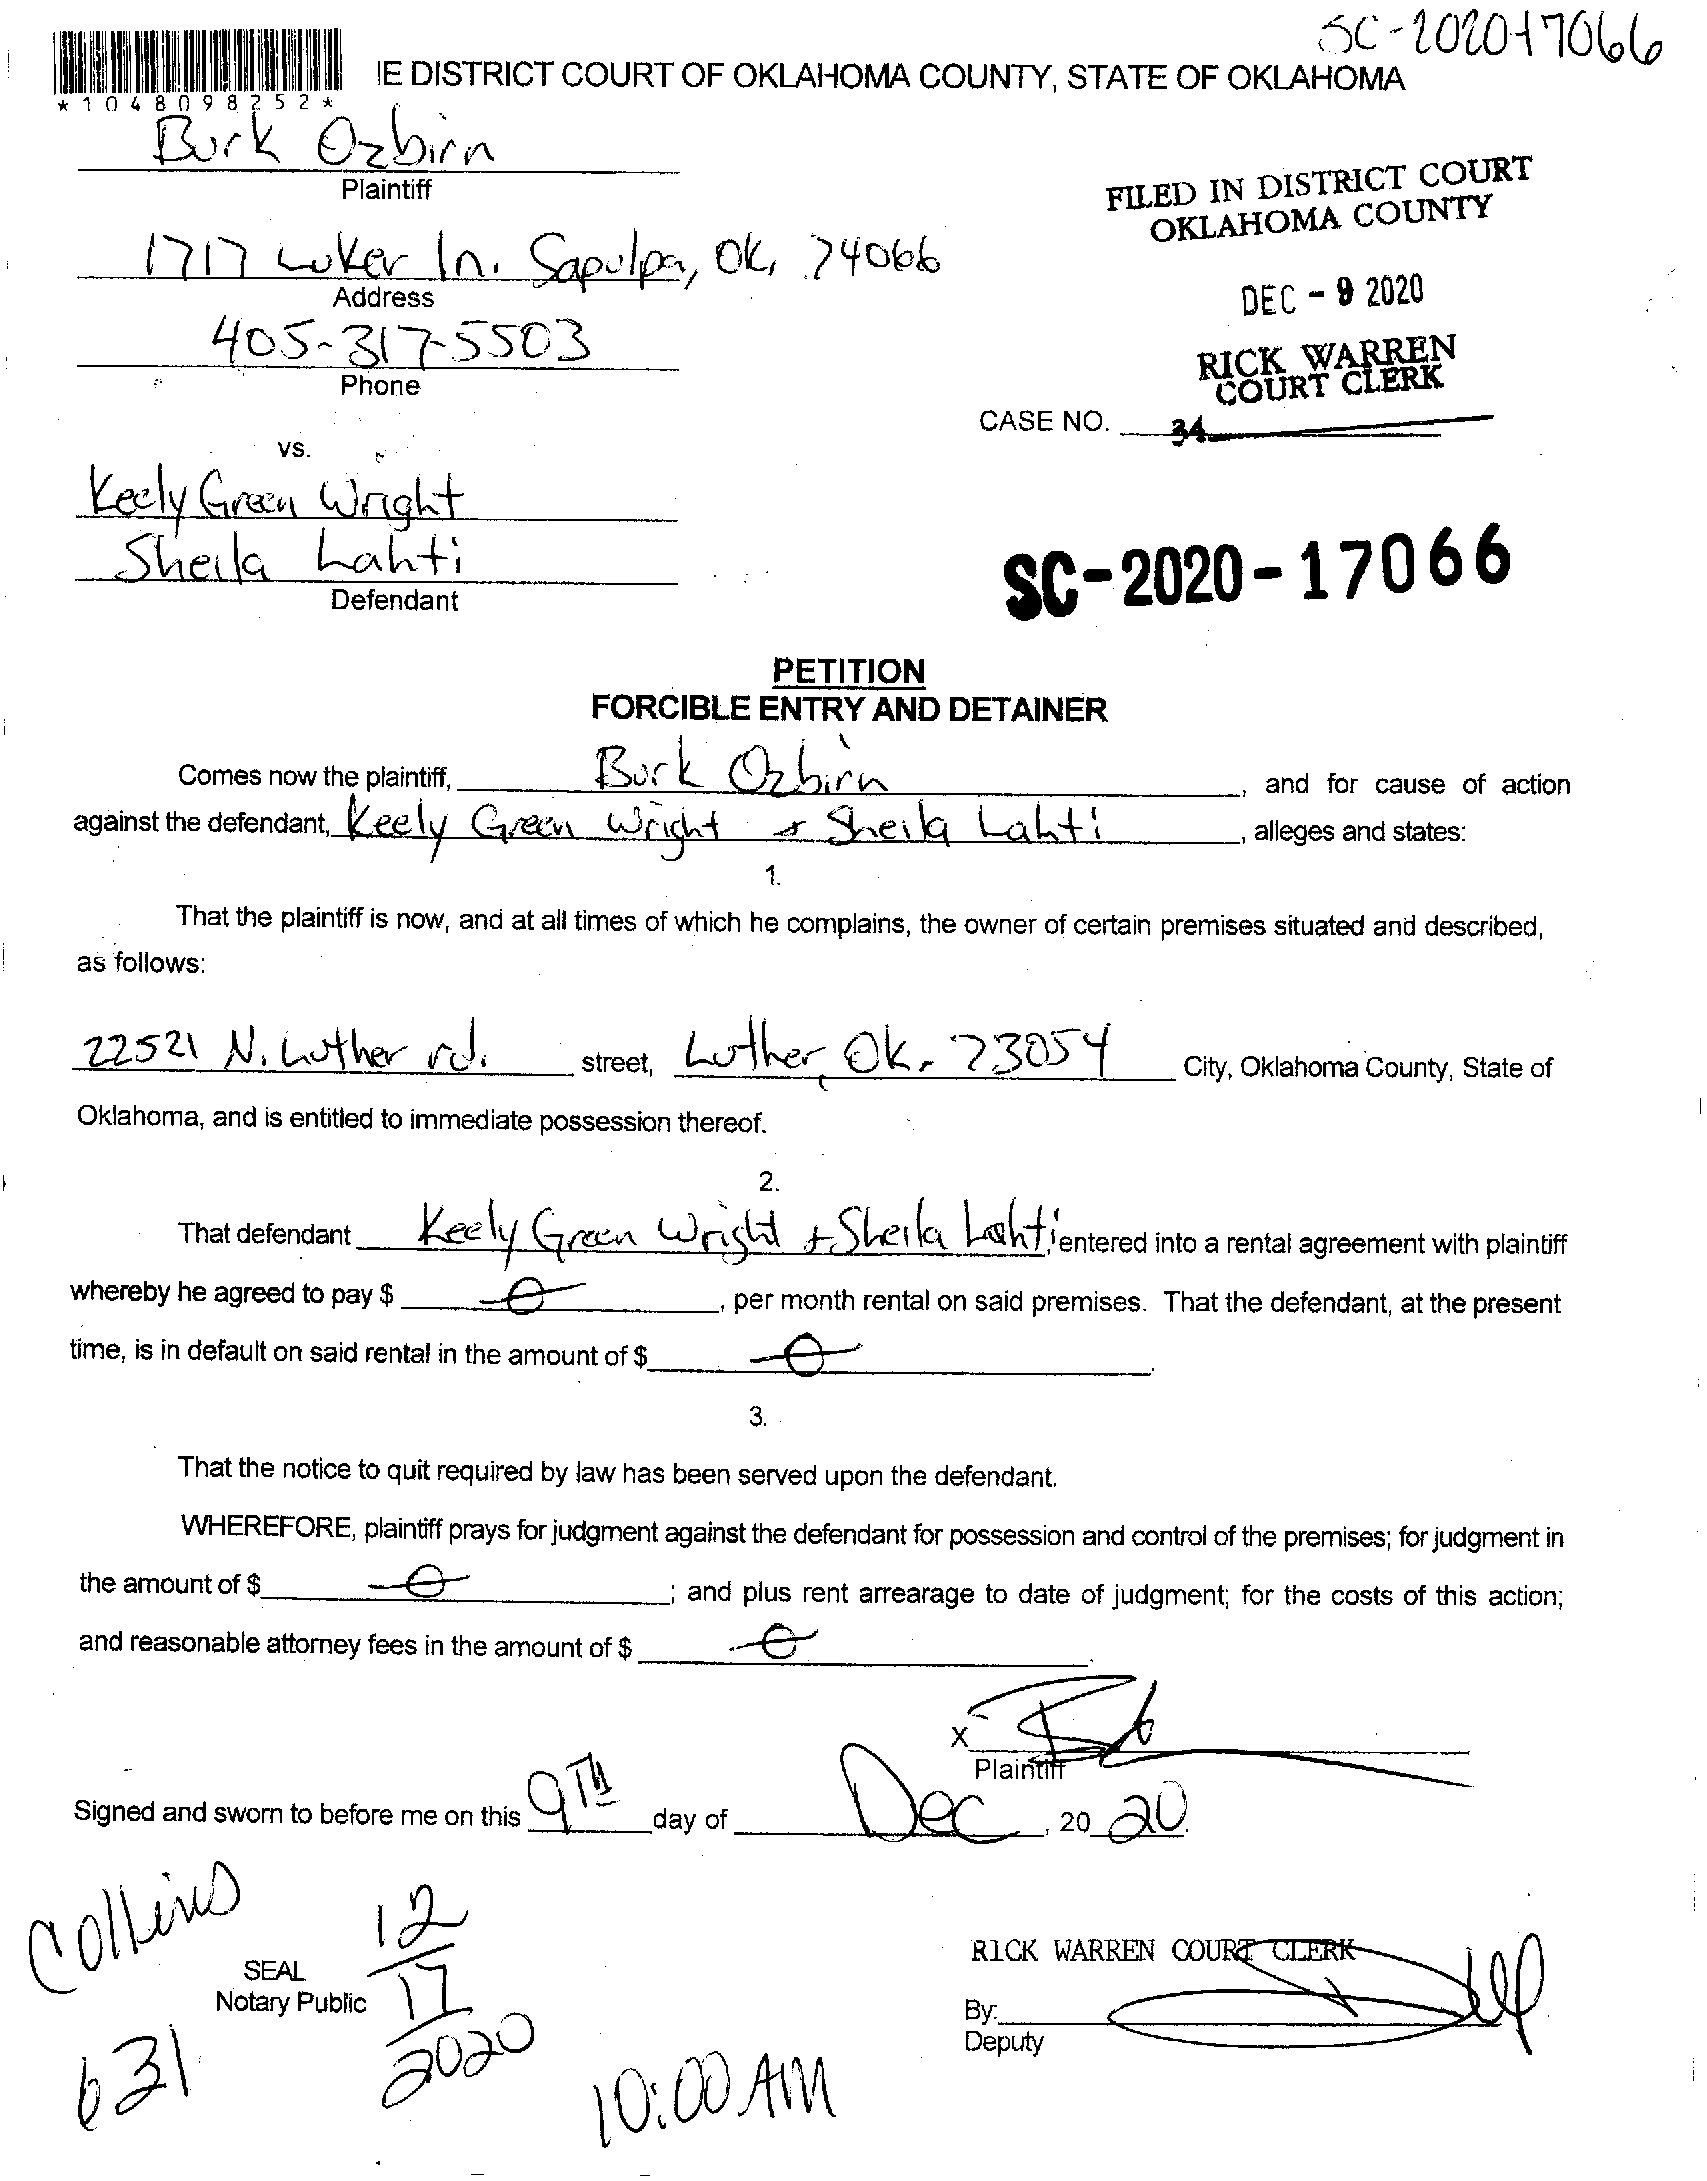 SC-2020-17066
IE DISTRICT COURT OF OKLAHOMA COUNTY, STATE OF OKLAHOMA
*1048098252*
Burk Ozbirn
Plaintiff
FILED IN DISTRICT COURT
OKLAHOMA COUNTY
1717 Luker ln. Sapulpa, Ok, 74066
Address
DEC - 9 2020
405-317-5503
Phone
RICK WARREN
COURT CLERK
CASE NO.
34
vs.
Keely Green Wright
Sheila Lahti
Defendant
SC-2020-17066
PETITION
FORCIBLE ENTRY AND DETAINER
Comes now the plaintiff, Burk Ozbirn, and for cause of action
against the defendant, Keely Green Wright + Sheila Lahti, alleges and states:
1.
That the plaintiff is now, and at all times of which he complains, the owner of certain premises situated and described,
as follows:
22521 N. Luther rd. street, Luther, Ok. 73054 City, Oklahoma County, State of
Oklahoma, and is entitled to immediate possession thereof.
2.
That defendant Keely Green Wright + Sheila Lahti, entered into a rental agreement with plaintiff
whereby he agreed to pay $ 0, per month rental on said premises. That the defendant, at the present
time, is in default on said rental in the amount of $ 0.
3.
That the notice to quit required by law has been served upon the defendant.
WHEREFORE, plaintiff prays for judgment against the defendant for possession and control of the premises; for judgment in
the amount of $ 0; and plus rent arrearage to date of judgment; for the costs of this action;
and reasonable attorney fees in the amount of $ 0.
X
Plaintiff
Signed and sworn to before me on this 9TH day of Dec, 20 20.
Collins
12
17
2020
SEAL
Notary Public
RICK WARREN COURT CLERK
By:
Deputy
631
10:00 AM